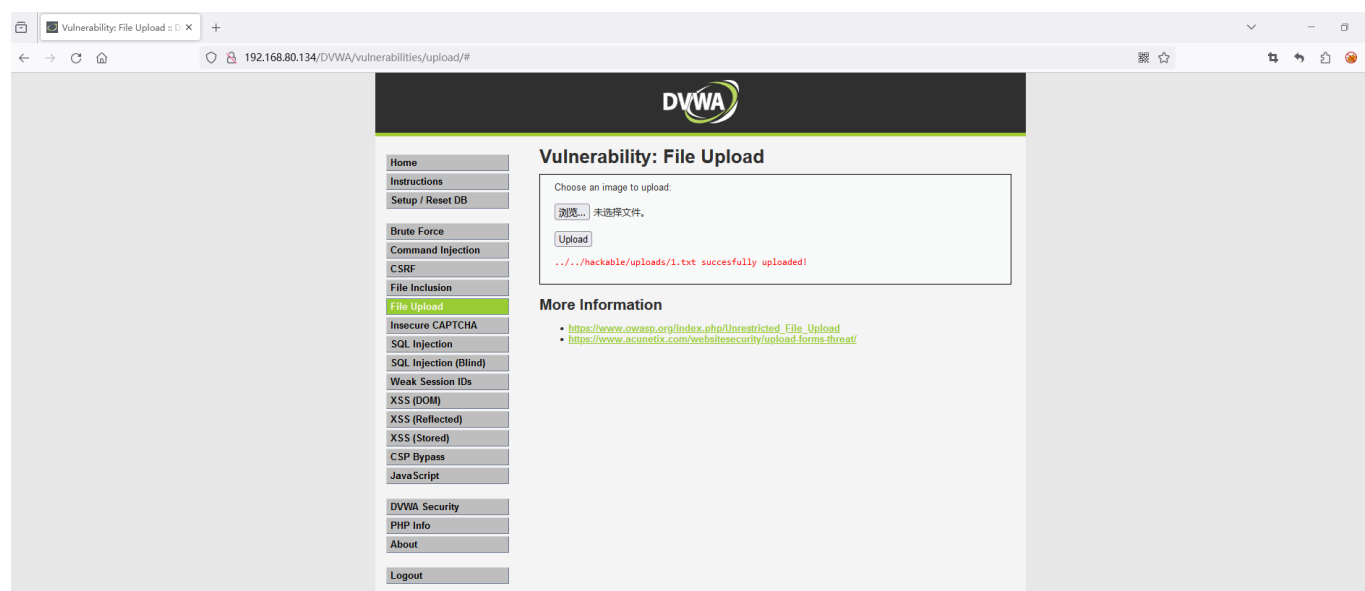 Vulnerability: File Upload :: D
192.168.80.134/DVWA/vulnerabilities/upload/#
DVWA
Home
Instructions
Setup / Reset DB
Brute Force
Command Injection
CSRF
File Inclusion
File Upload
Insecure CAPTCHA
SQL Injection
SQL Injection (Blind)
Weak Session IDs
XSS (DOM)
XSS (Reflected)
XSS (Stored)
CSP Bypass
JavaScript
DVWA Security
PHP Info
About
Logout
Vulnerability: File Upload
Choose an image to upload:
浏览... 未选择文件。
Upload
../../hackable/uploads/1.txt succesfully uploaded!
More Information
https://www.owasp.org/index.php/Unrestricted_File_Upload
https://www.acunetix.com/websitesecurity/upload-forms-threat/